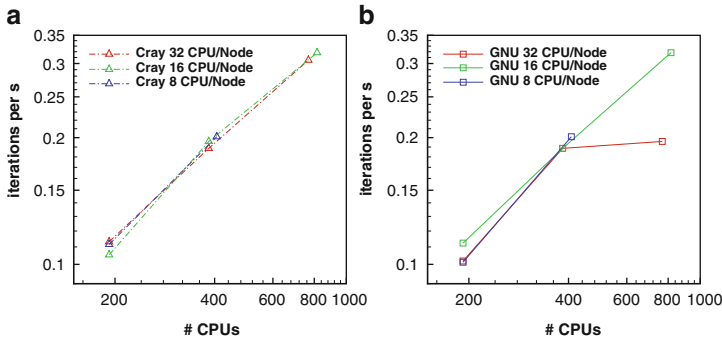 a
Cray 32 CPU/Node
Cray 16 CPU/Node
Cray 8 CPU/Node
iterations per s
0.35
0.3
0.25
0.2
0.15
0.1
200 400 600 800 1000
# CPUs
b
GNU 32 CPU/Node
GNU 16 CPU/Node
GNU 8 CPU/Node
iterations per s
0.35
0.3
0.25
0.2
0.15
0.1
200 400 600 800 1000
# CPUs